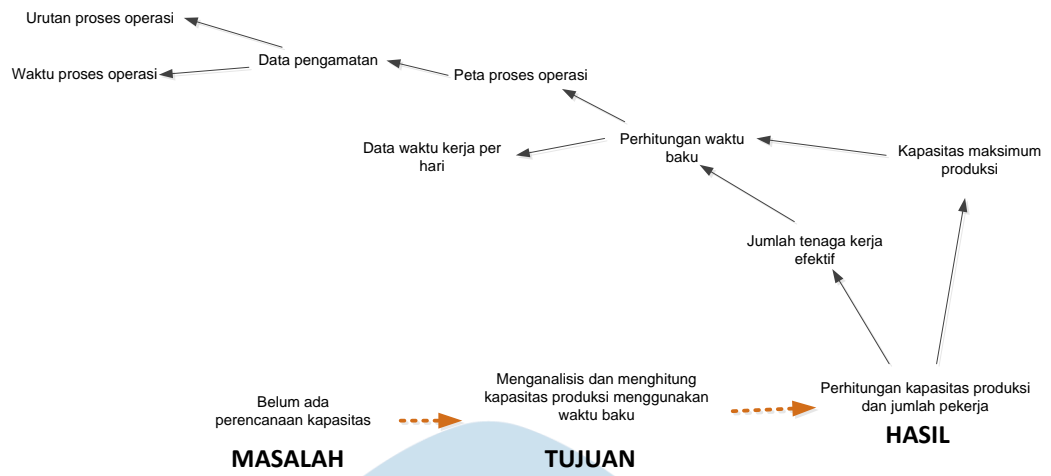 Urutan proses operasi
Waktu proses operasi
Data pengamatan
Peta proses operasi
Data waktu kerja per
hari
Perhitungan waktu
baku
Kapasitas maksimum
produksi
Jumlah tenaga kerja
efektif
Belum ada
perencanaan kapasitas
MASALAH
Menganalisis dan menghitung
kapasitas produksi menggunakan
waktu baku
TUJUAN
Perhitungan kapasitas produksi
dan jumlah pekerja
HASIL